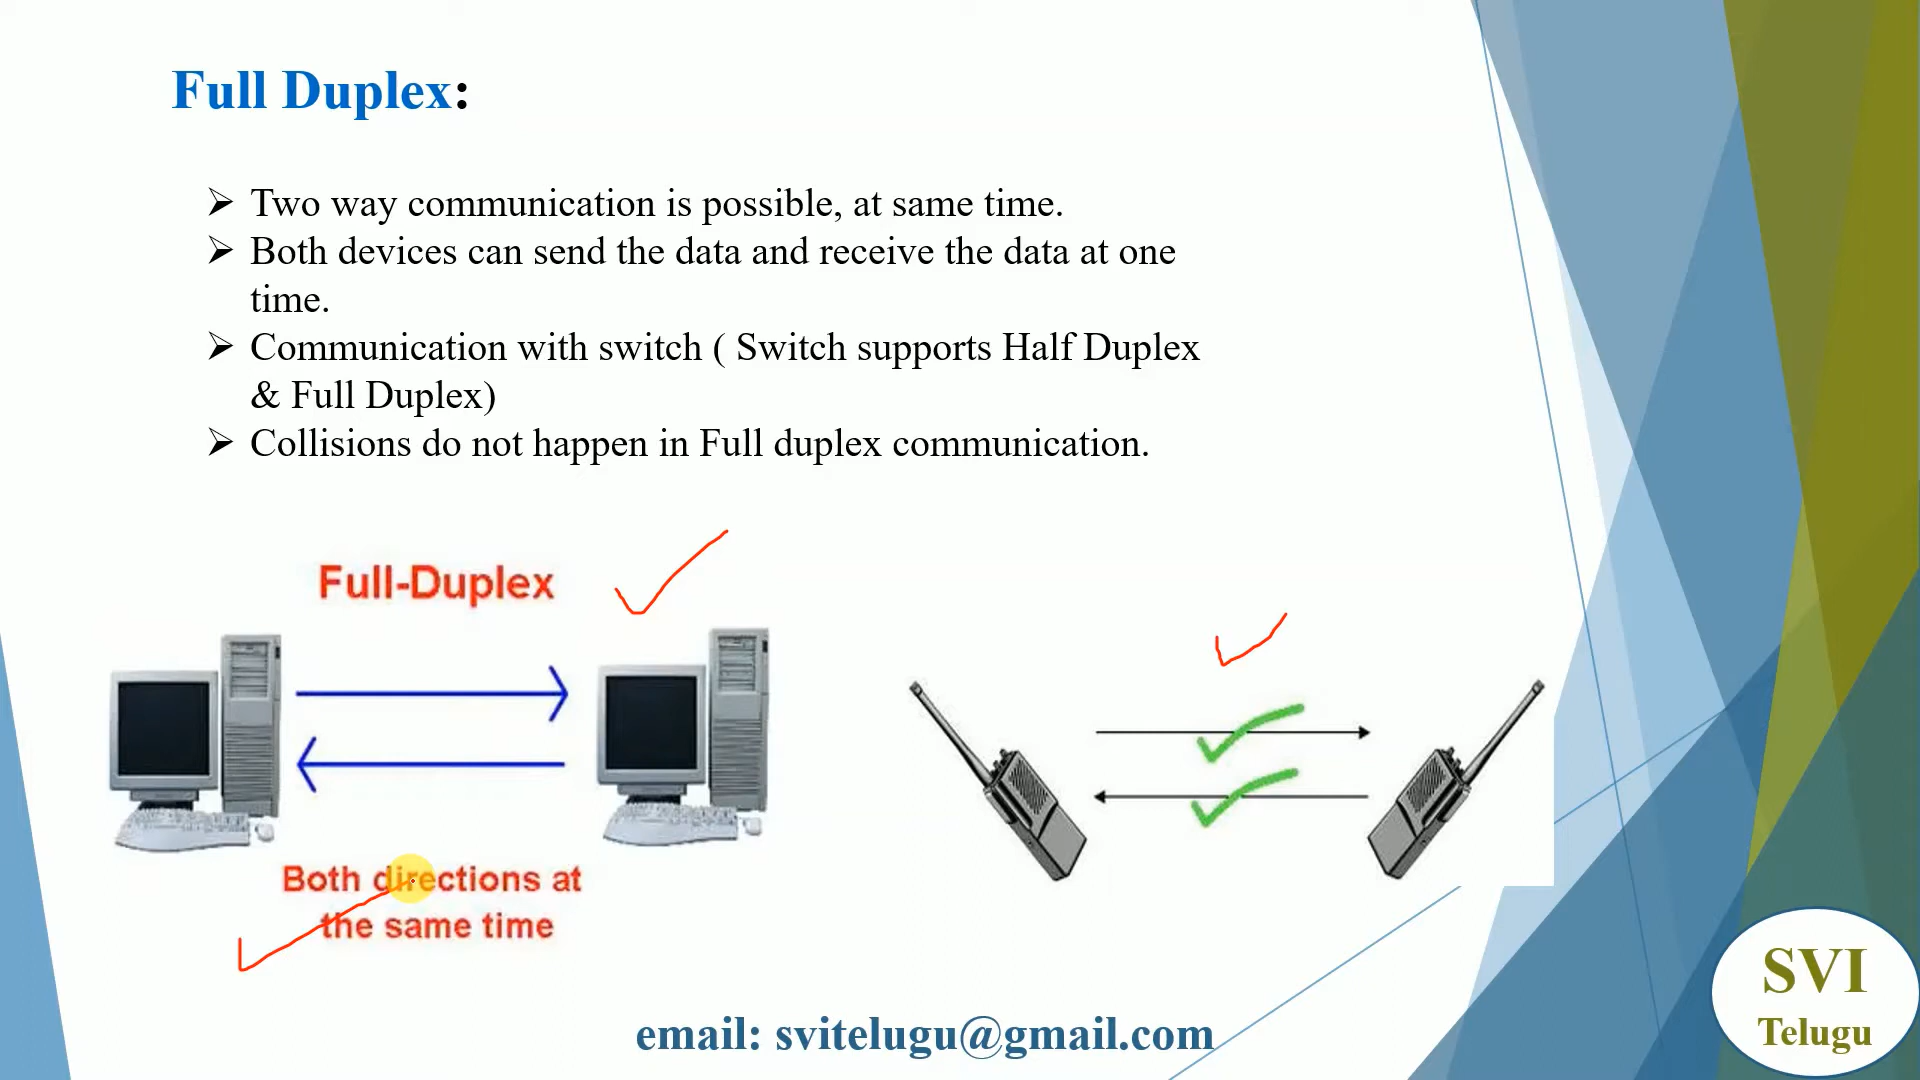 Full Duplex:
Two way communication is possible, at same time.
Both devices can send the data and receive the data at one
time.
Communication with switch ( Switch supports Half Duplex
& Full Duplex)
Collisions do not happen in Full duplex communication.
Full-Duplex
Both directions at
the same time
email: svitelugu@gmail.com
SVI
Telugu